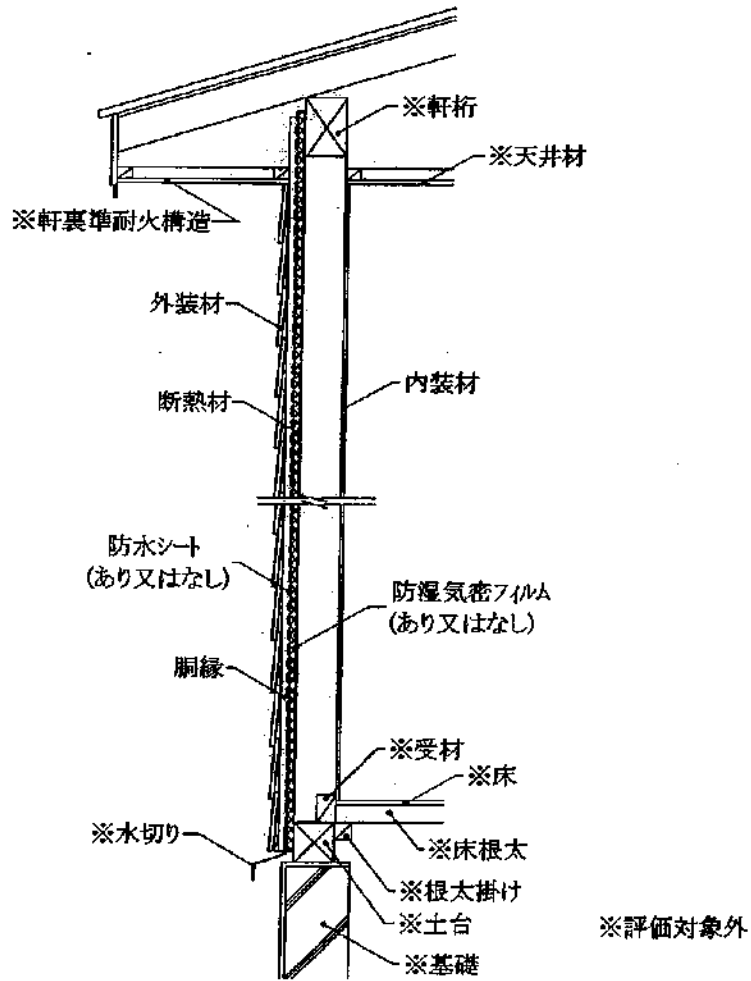 ※軒桁
※天井材
※軒裏準耐火構造
外装材
内装材
断熱材
防水シート
(あり又はなし)
防湿気密フィルム
(あり又はなし)
胴縁
※受材
※床
※水切り
※床根太
※根太掛け
※土台
※評価対象外
※基礎